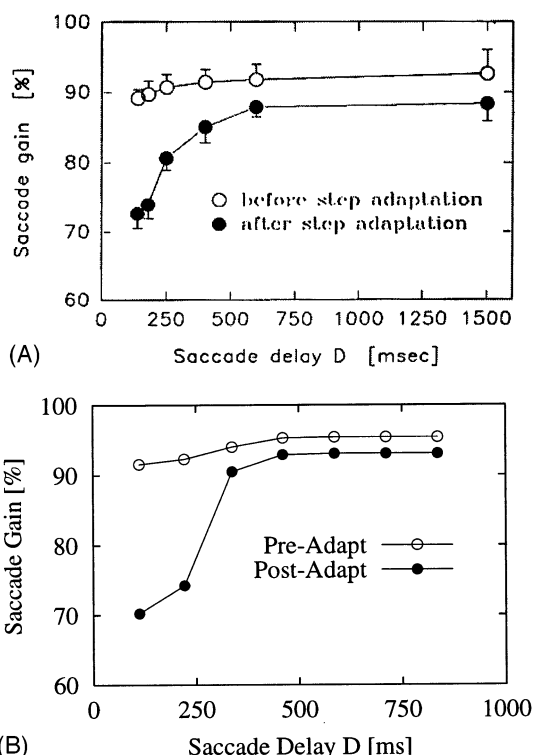 100
90
80
70
60
Saccade gain [%]
before step adaptation
after step adaptation
0 250 500 750 1000 1250 1500
(A) Saccade delay D [msec]
100
90
80
70
60
Saccade Gain [%]
Pre-Adapt
Post-Adapt
0 250 500 750 1000
(B) Saccade Delay D [ms]